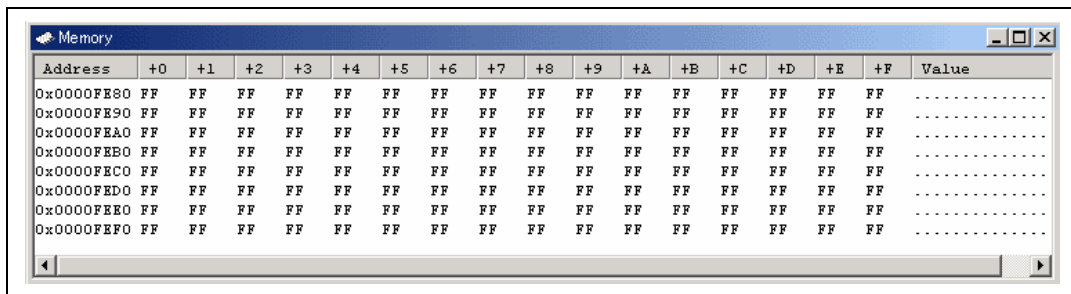 Memory
Address +0 +1 +2 +3 +4 +5 +6 +7 +8 +9 +A +B +C +D +E +F Value
0x0000FE80 FF FF FF FF FF FF FF FF FF FF FF FF FF FF FF FF ..............
0x0000FE90 FF FF FF FF FF FF FF FF FF FF FF FF FF FF FF FF ..............
0x0000FEA0 FF FF FF FF FF FF FF FF FF FF FF FF FF FF FF FF ..............
0x0000FEB0 FF FF FF FF FF FF FF FF FF FF FF FF FF FF FF FF ..............
0x0000FEC0 FF FF FF FF FF FF FF FF FF FF FF FF FF FF FF FF ..............
0x0000FED0 FF FF FF FF FF FF FF FF FF FF FF FF FF FF FF FF ..............
0x0000FEE0 FF FF FF FF FF FF FF FF FF FF FF FF FF FF FF FF ..............
0x0000FEF0 FF FF FF FF FF FF FF FF FF FF FF FF FF FF FF FF ..............